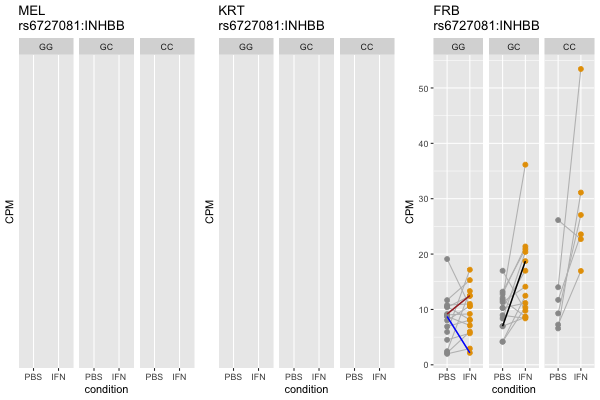 MEL
rs6727081:INHBB
GG GC CC
CPM
PBS IFN PBS IFN PBS IFN
condition
KRT
rs6727081:INHBB
GG GC CC
CPM
PBS IFN PBS IFN PBS IFN
condition
FRB
rs6727081:INHBB
GG GC CC
50
40
30
20
10
0
CPM
PBS IFN PBS IFN PBS IFN
condition